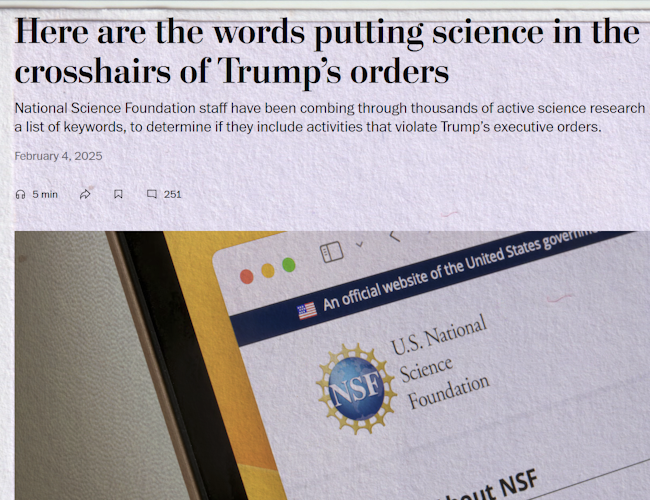 Here are the words putting science in the
crosshairs of Trump's orders
National Science Foundation staff have been combing through thousands of active science research
a list of keywords, to determine if they include activities that violate Trump's executive orders.
February 4, 2025
5 min
251
An official website of the United States governme
NSF
U.S. National
Science
Foundation
bout NSF